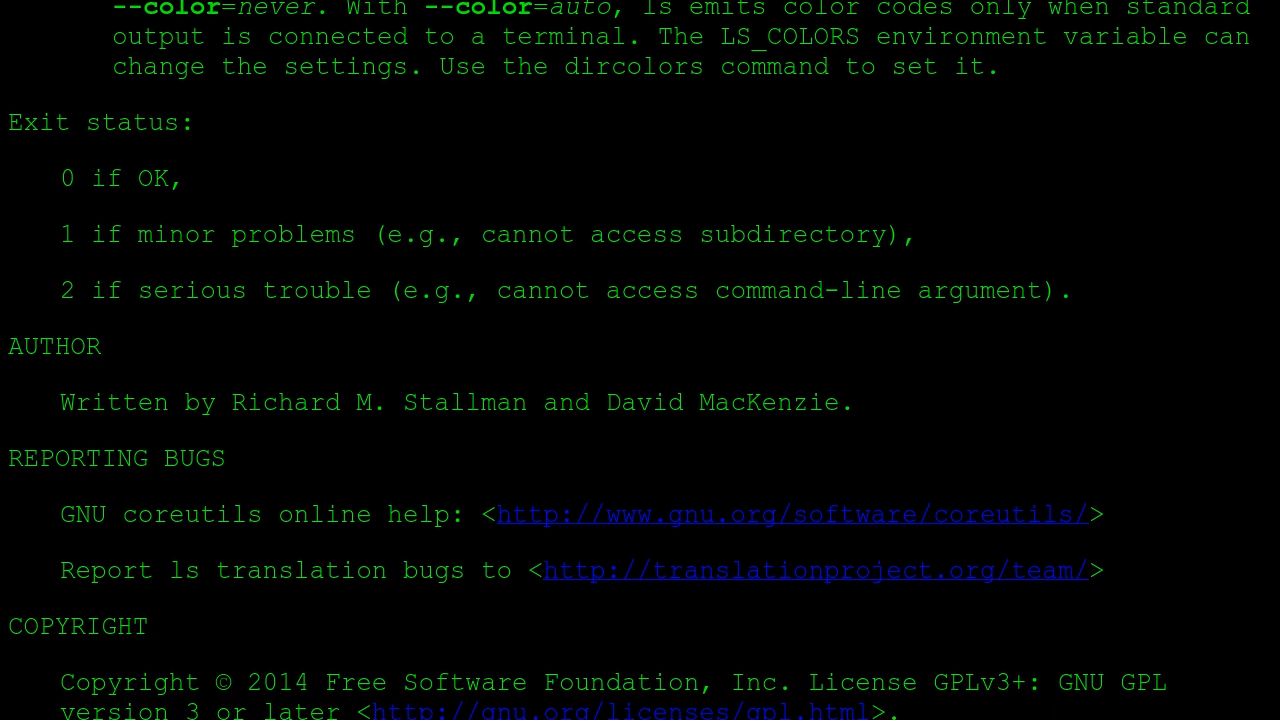 --color=never. With --color=auto, ls emits color codes only when standard
output is connected to a terminal. The LS_COLORS environment variable can
change the settings. Use the dircolors command to set it.
Exit status:
0 if OK,
1 if minor problems (e.g., cannot access subdirectory),
2 if serious trouble (e.g., cannot access command-line argument).
AUTHOR
Written by Richard M. Stallman and David MacKenzie.
REPORTING BUGS
GNU coreutils online help: <http://www.gnu.org/software/coreutils/>
Report ls translation bugs to <http://translationproject.org/team/>
COPYRIGHT
Copyright © 2014 Free Software Foundation, Inc. License GPLv3+: GNU GPL
version 3 or later <http://gnu.org/licenses/gpl.html>.